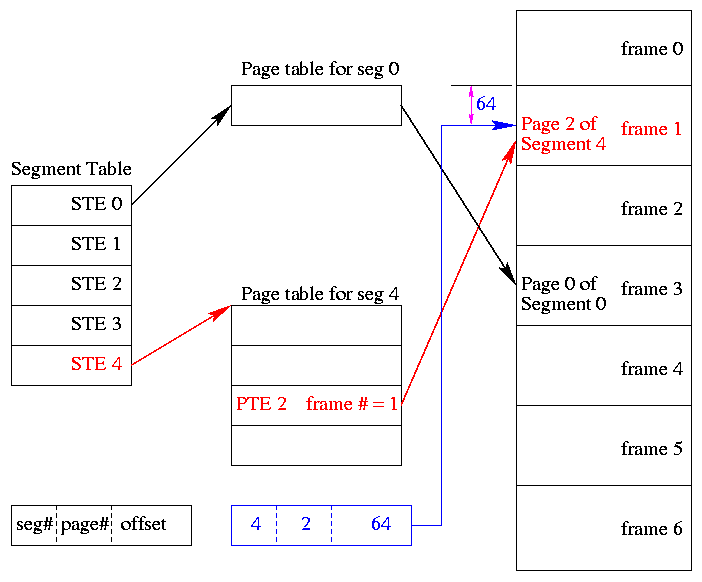 Page table for seg 0
frame 0
64
Page 2 of
Segment 4
frame 1
Segment Table
STE 0
STE 1
STE 2
STE 3
STE 4
frame 2
Page table for seg 4
PTE 2 frame # = 1
Page 0 of
Segment 0
frame 3
frame 4
frame 5
frame 6
seg# page# offset
4 2 64